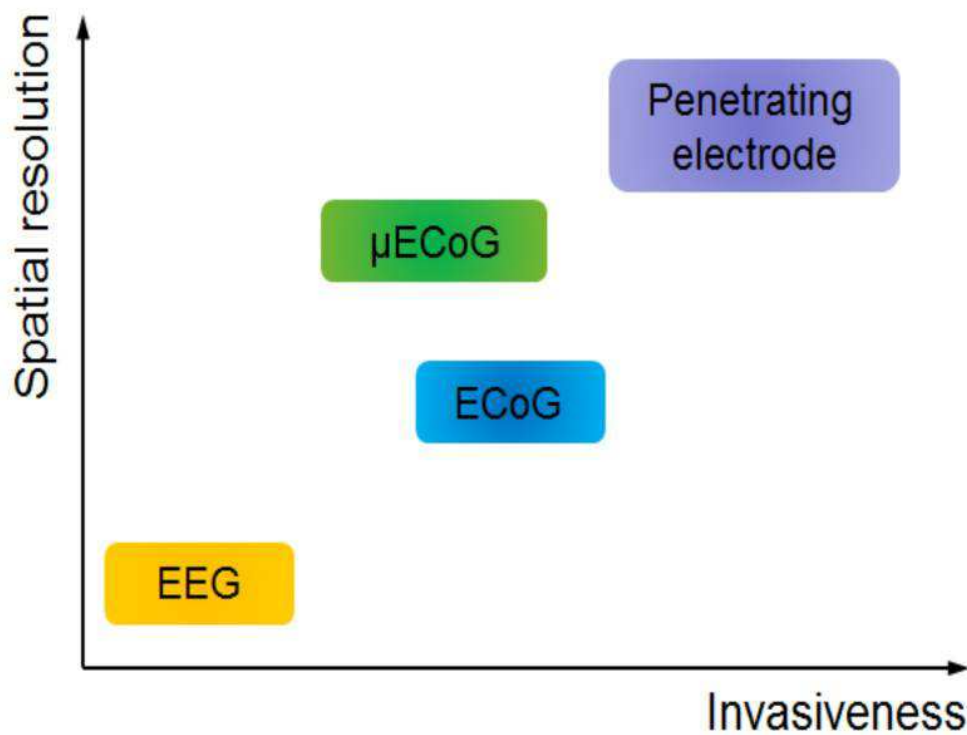 Spatial resolution
Penetrating
electrode
µECoG
ECoG
EEG
Invasiveness